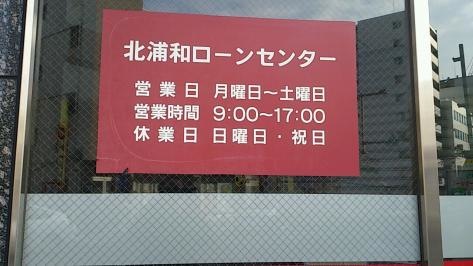 北浦和ローンセンター
営業日 月曜日〜土曜日
営業時間 9:00〜17:00
休業日 日曜日・祝日